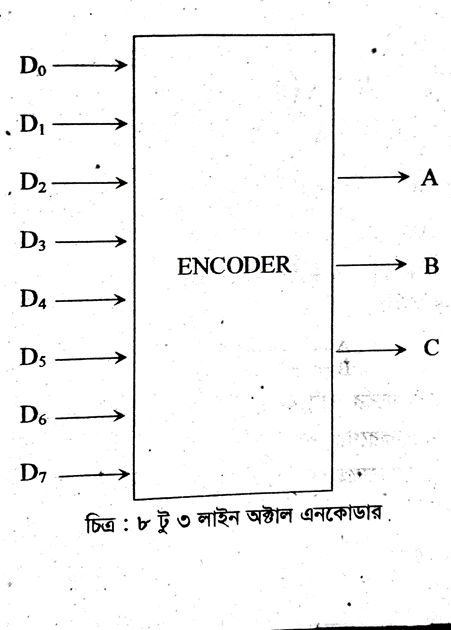 D₀
D₁
D₂
A
D₃
ENCODER
B
D₄
D₅
C
D₆
D₇
চিত্র : ৮ টু ৩ লাইন অক্টাল এনকোডার